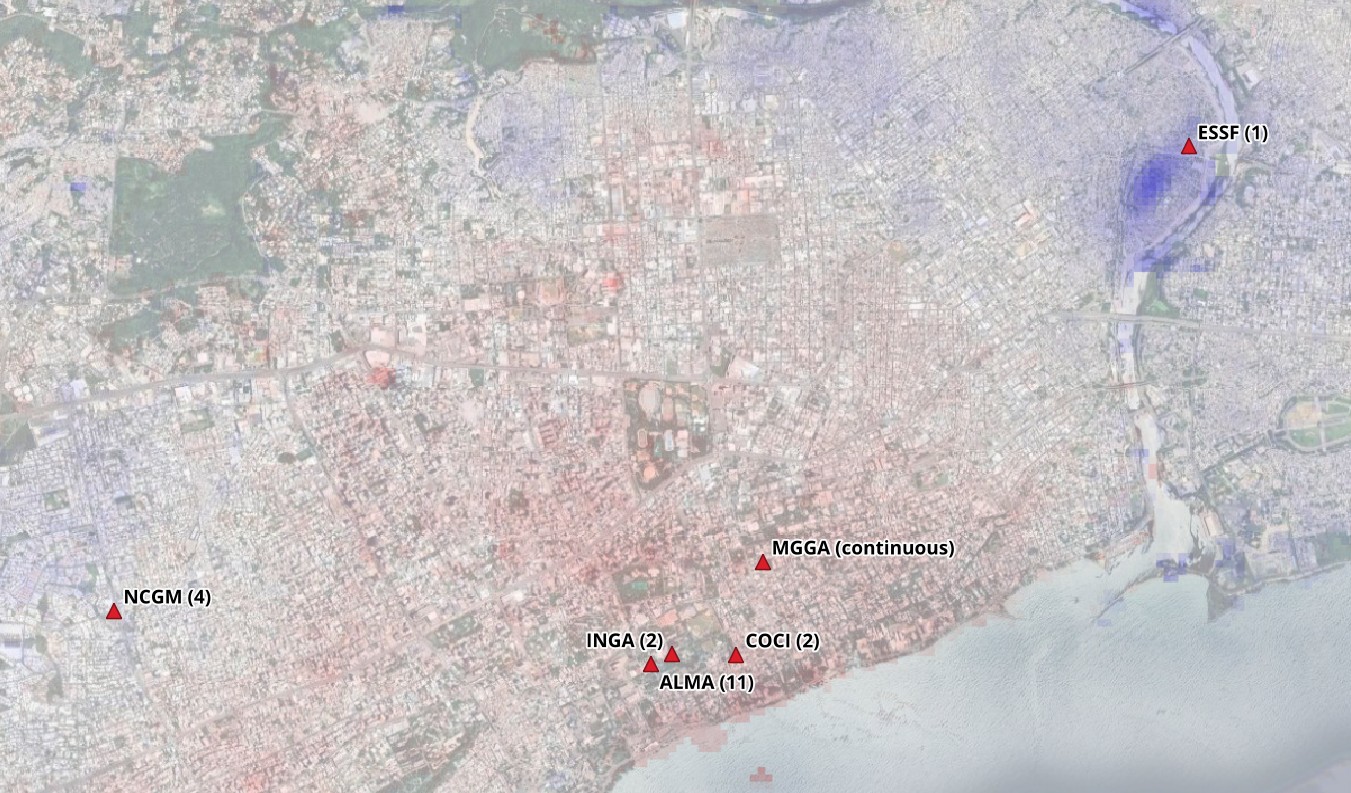 ESSF (1)
MGGA (continuous)
NCGM (4)
INGA (2)
COCI (2)
ALMA (11)